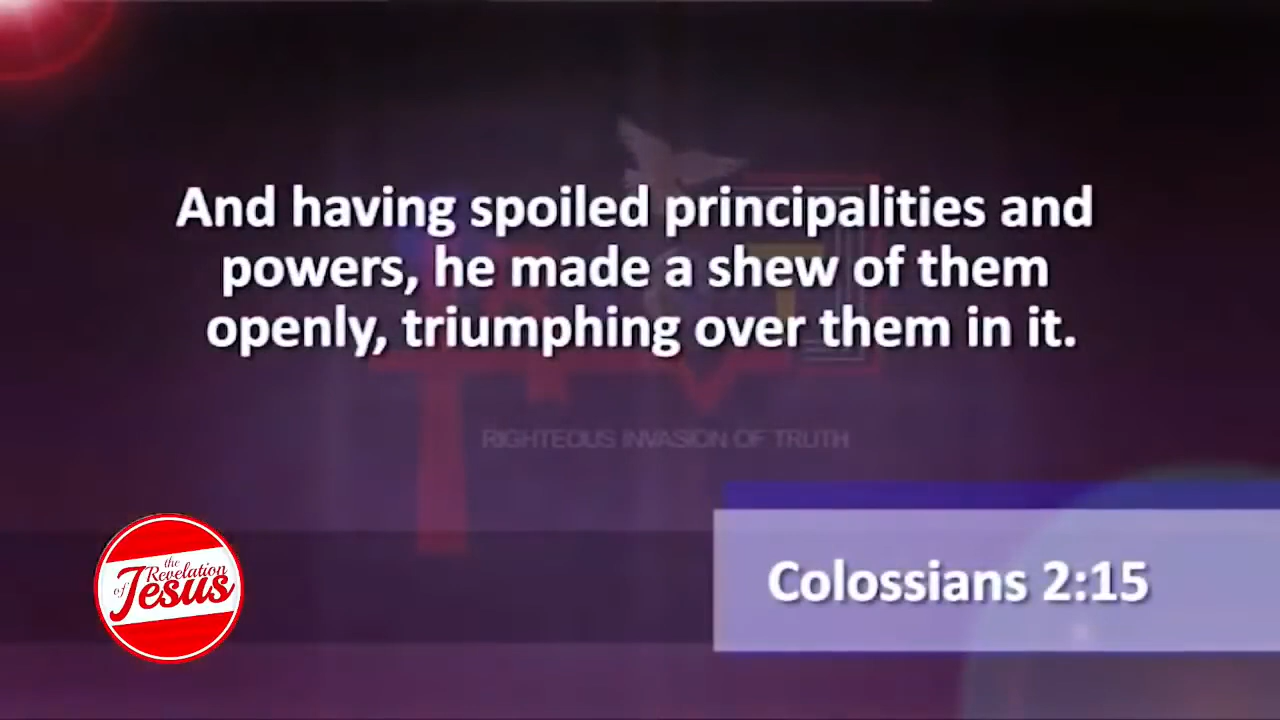 And having spoiled principalities and
powers, he made a shew of them
openly, triumphing over them in it.
RIGHTEOUS INVASION OF TRUTH
the
Revelation
of Jesus
Colossians 2:15